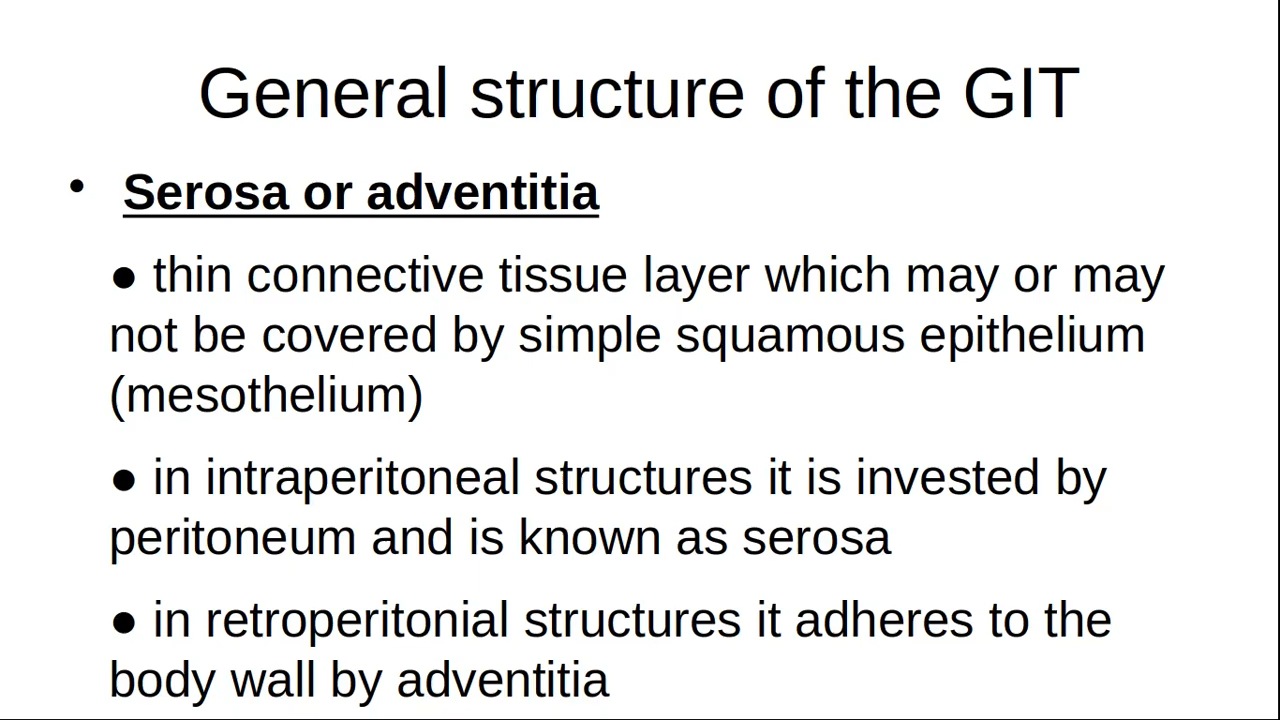 General structure of the GIT
• Serosa or adventitia
● thin connective tissue layer which may or may
not be covered by simple squamous epithelium
(mesothelium)
● in intraperitoneal structures it is invested by
peritoneum and is known as serosa
● in retroperitonial structures it adheres to the
body wall by adventitia